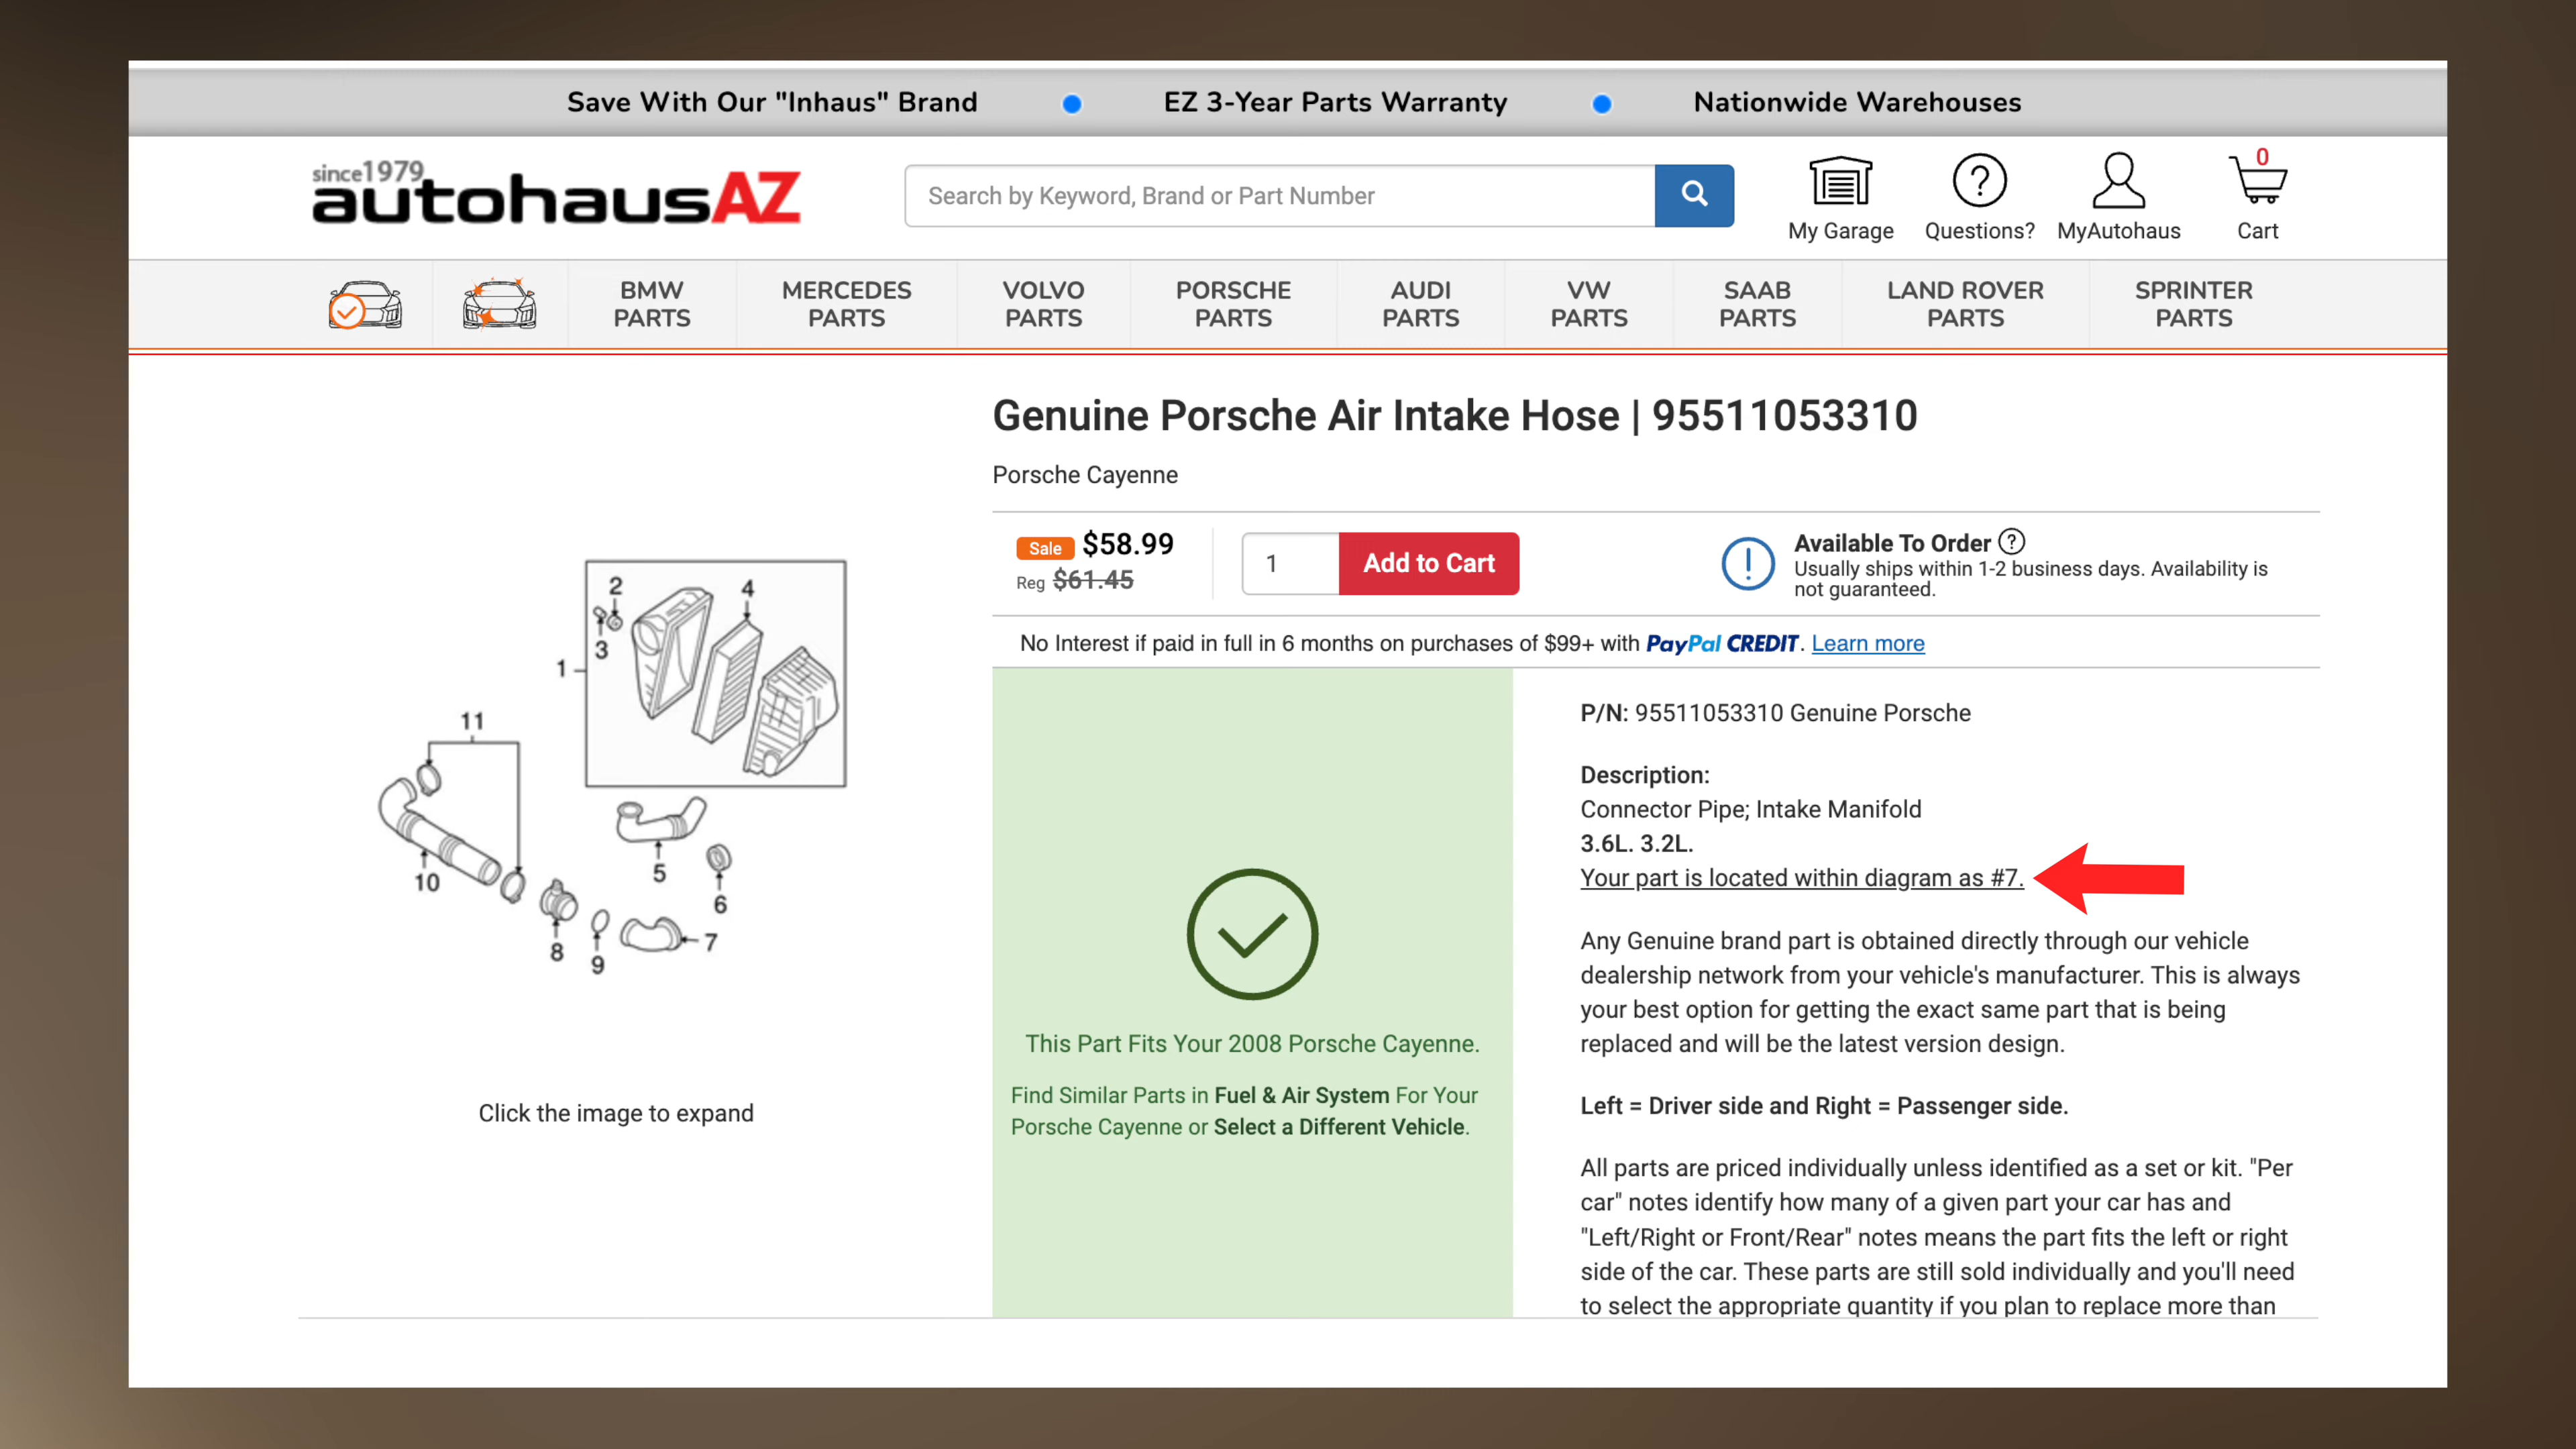 Save With Our "Inhaus" Brand EZ 3-Year Parts Warranty Nationwide Warehouses
since1979
autohausAZ
Search by Keyword, Brand or Part Number
My Garage
Questions?
MyAutohaus
0
Cart
BMW PARTS
MERCEDES PARTS
VOLVO PARTS
PORSCHE PARTS
AUDI PARTS
VW PARTS
SAAB PARTS
LAND ROVER PARTS
SPRINTER PARTS
Genuine Porsche Air Intake Hose | 95511053310
Porsche Cayenne
Sale $58.99
Reg $61.45
1
Add to Cart
Available To Order ?
Usually ships within 1-2 business days. Availability is
not guaranteed.
No Interest if paid in full in 6 months on purchases of $99+ with PayPal CREDIT. Learn more
2
4
3
1
11
10
5
6
8
9
7
Click the image to expand
This Part Fits Your 2008 Porsche Cayenne.
Find Similar Parts in Fuel & Air System For Your
Porsche Cayenne or Select a Different Vehicle.
P/N: 95511053310 Genuine Porsche
Description:
Connector Pipe; Intake Manifold
3.6L. 3.2L.
Your part is located within diagram as #7.
Any Genuine brand part is obtained directly through our vehicle
dealership network from your vehicle's manufacturer. This is always
your best option for getting the exact same part that is being
replaced and will be the latest version design.
Left = Driver side and Right = Passenger side.
All parts are priced individually unless identified as a set or kit. "Per
car" notes identify how many of a given part your car has and
"Left/Right or Front/Rear" notes means the part fits the left or right
side of the car. These parts are still sold individually and you'll need
to select the appropriate quantity if you plan to replace more than